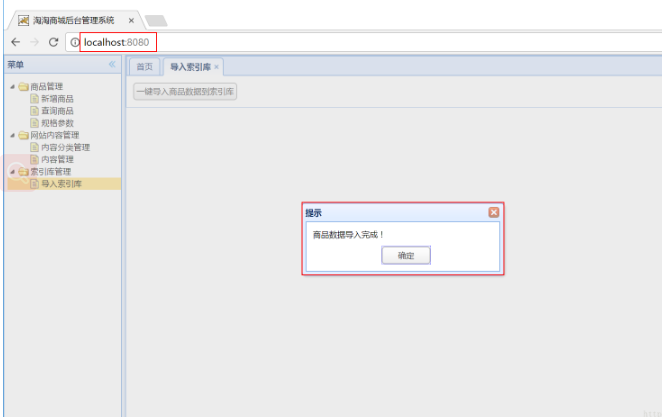 淘淘商城后台管理系统 ×
localhost:8080
菜单
首页 导入索引库 ×
商品管理
新增商品
查询商品
规格参数
网站内容管理
内容分类管理
内容管理
索引库管理
导入索引库
一键导入商品数据到索引库
提示
商品数据导入完成！
确定